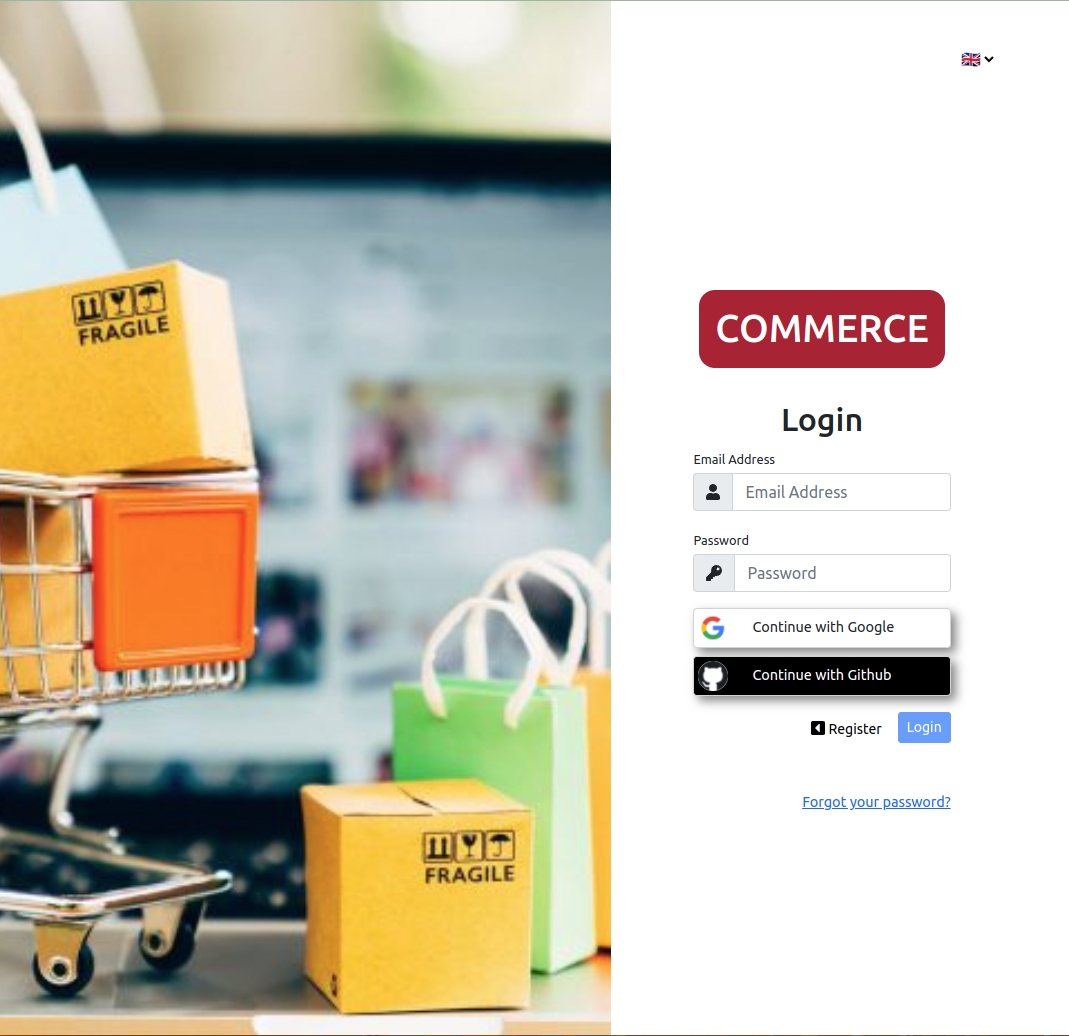 FRAGILE
FRAGILE
COMMERCE
Login
Email Address
Email Address
Password
Password
Continue with Google
Continue with Github
Register
Login
Forgot your password?